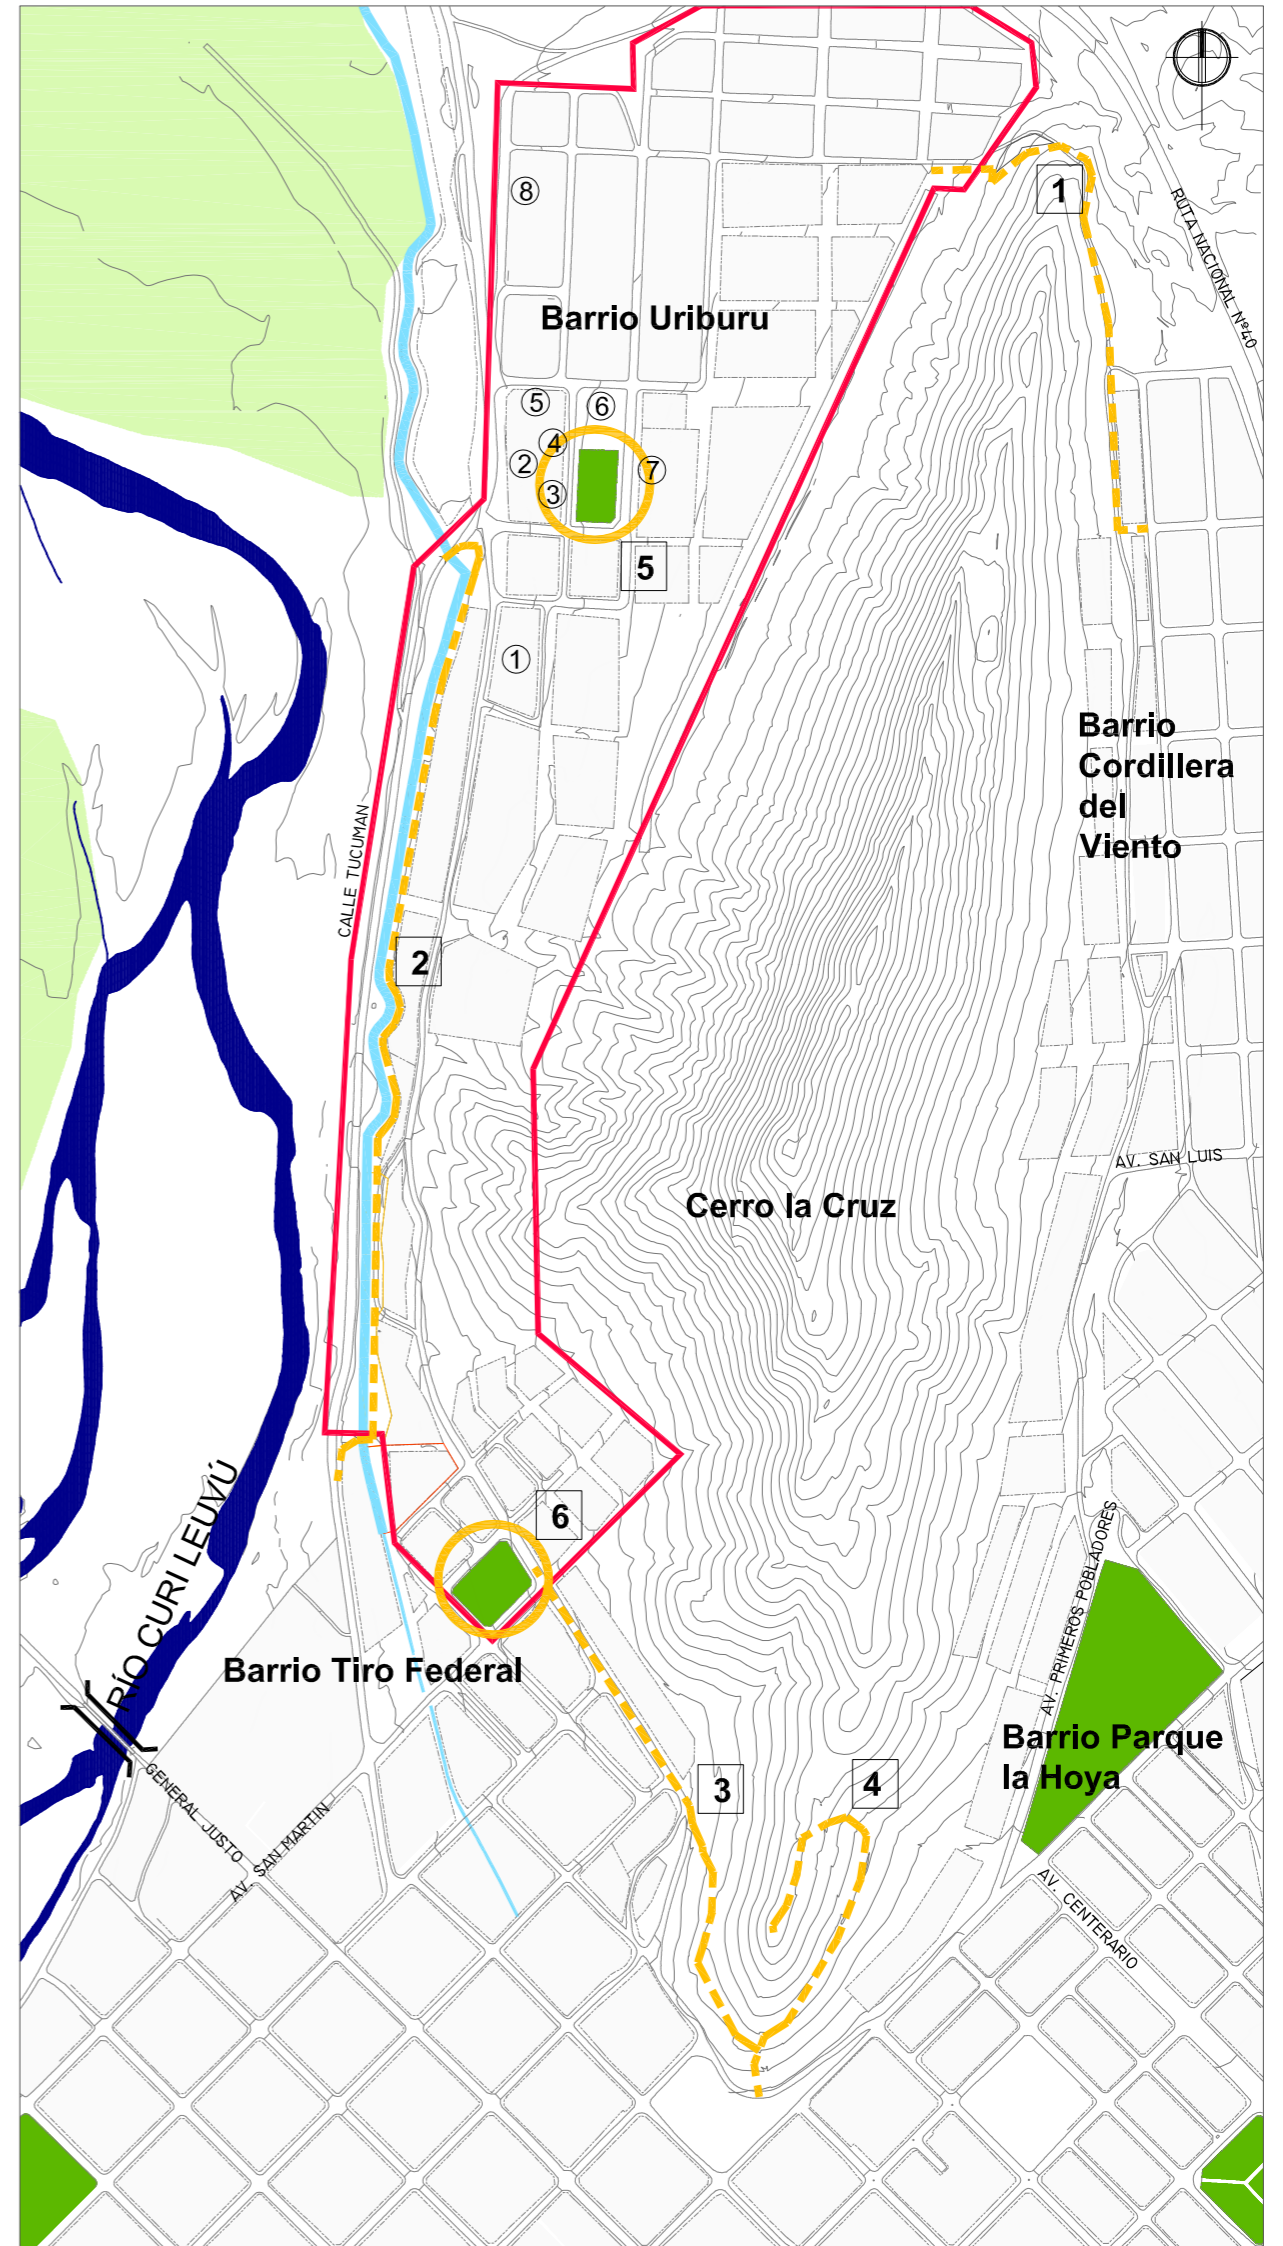 8
1
RUTA NACIONAL Nº40
Barrio Uriburu
5
6
4
2
7
3
5
1
Barrio
Cordillera
del
Viento
CALLE TUCUMAN
2
AV. SAN LUIS
Cerro la Cruz
RÍO CURI LEUVÚ
6
AV. PRIMEROS POBLADORES
Barrio Tiro Federal
Barrio Parque
la Hoya
3
4
GENERAL JUSTO
AV. SAN MARTIN
AV. CENTERARIO